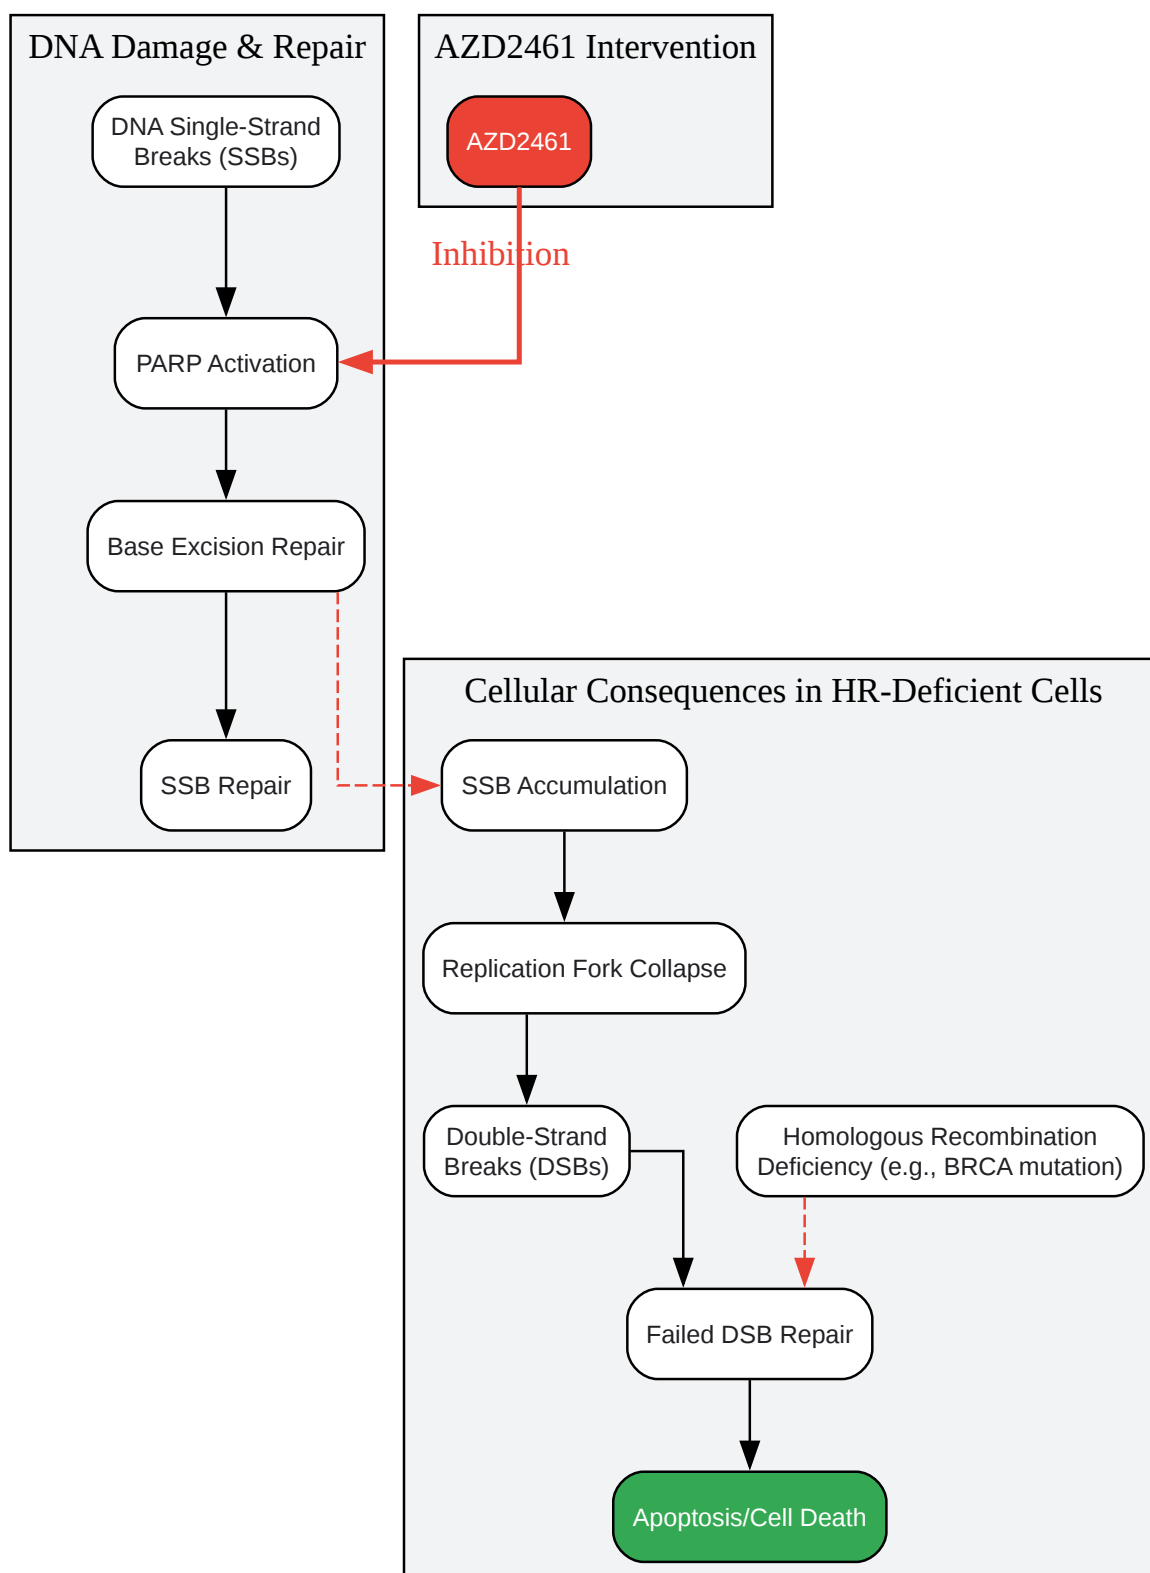 DNA Damage & Repair
DNA Single-Strand
Breaks (SSBs)
PARP Activation
Base Excision Repair
SSB Repair
AZD2461 Intervention
AZD2461
Inhibition
Cellular Consequences in HR-Deficient Cells
SSB Accumulation
Replication Fork Collapse
Double-Strand
Breaks (DSBs)
Homologous Recombination
Deficiency (e.g., BRCA mutation)
Failed DSB Repair
Apoptosis/Cell Death